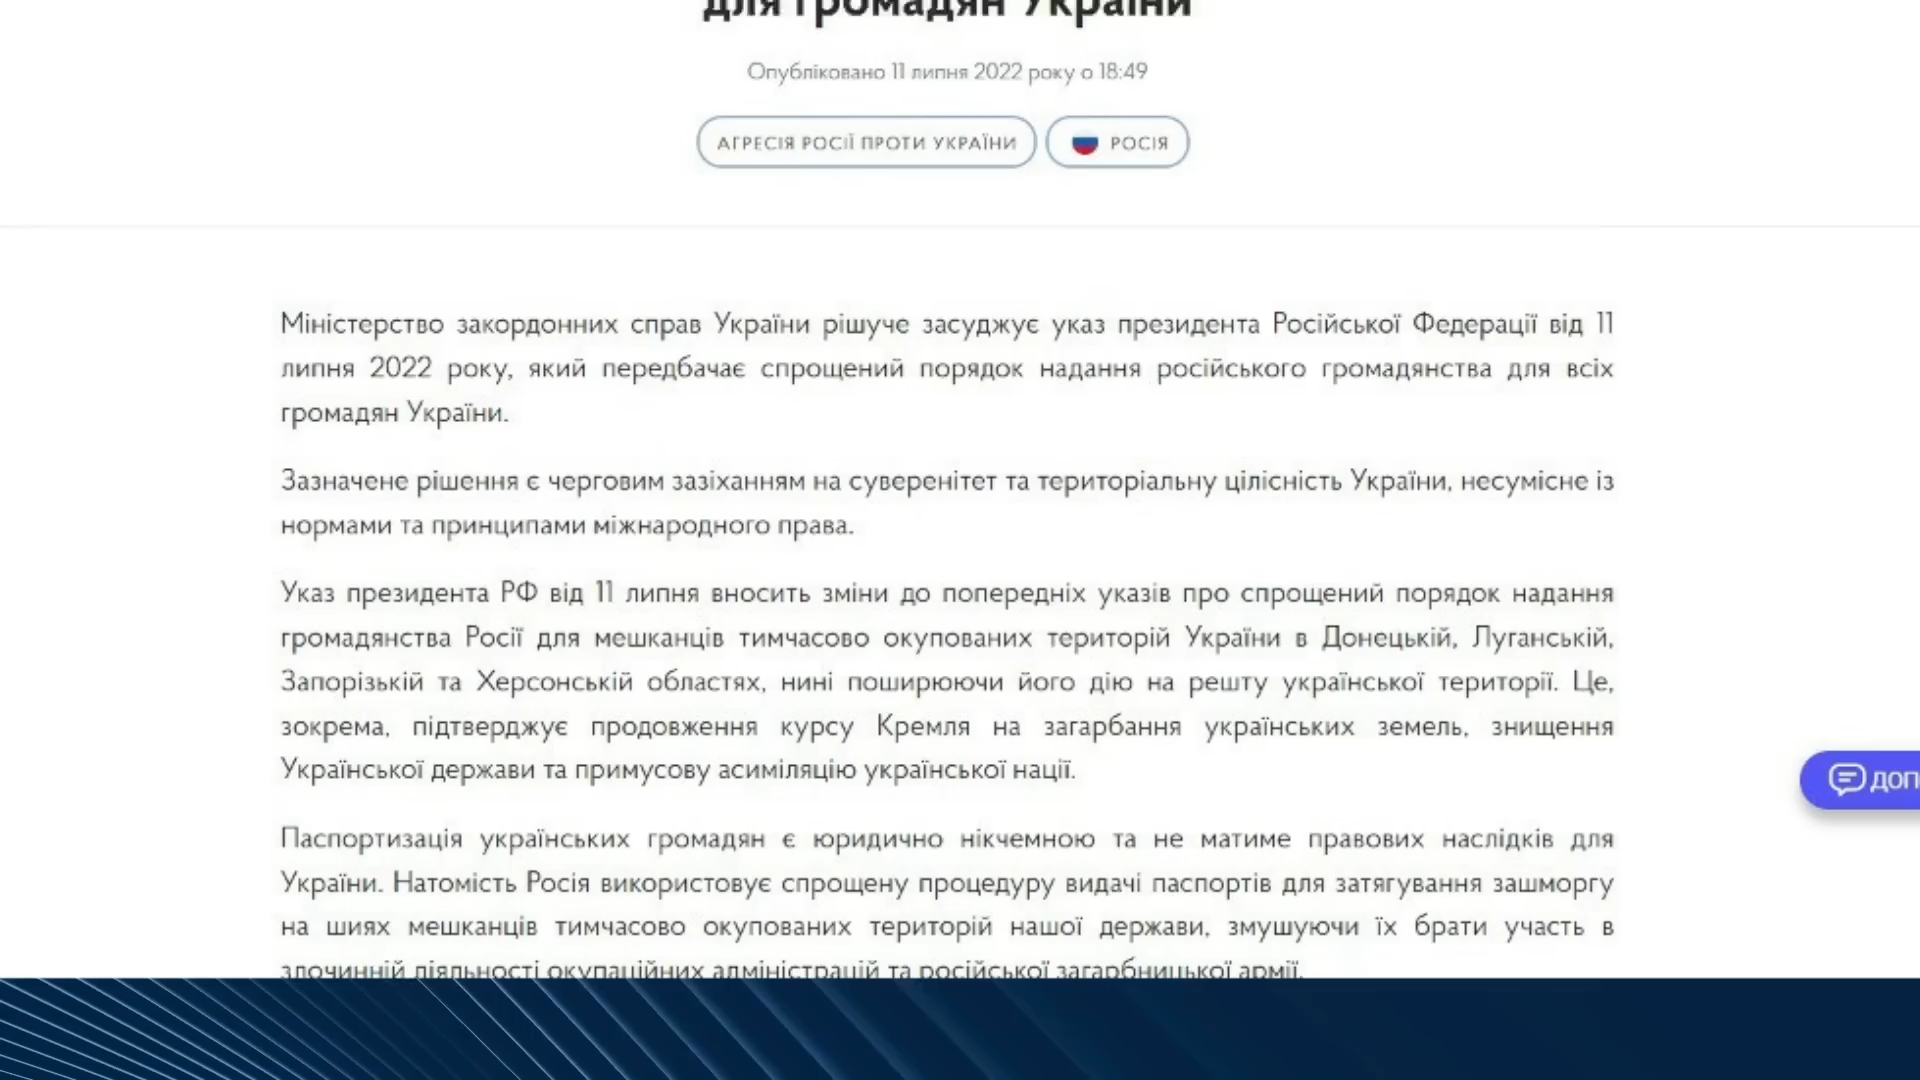 для громадян України
Опубліковано 11 липня 2022 року о 18:49
АГРЕСІЯ РОСІЇ ПРОТИ УКРАЇНИ
РОСІЯ
Міністерство закордонних справ України рішуче засуджує указ президента Російської Федерації від 11
липня 2022 року, який передбачає спрощений порядок надання російського громадянства для всіх
громадян України.
Зазначене рішення є черговим зазіханням на суверенітет та територіальну цілісність України, несумісне із
нормами та принципами міжнародного права.
Указ президента РФ від 11 липня вносить зміни до попередніх указів про спрощений порядок надання
громадянства Росії для мешканців тимчасово окупованих територій України в Донецькій, Луганській,
Запорізькій та Херсонській областях, нині поширюючи його дію на решту української території. Це,
зокрема, підтверджує продовження курсу Кремля на загарбання українських земель, знищення
Української держави та примусову асиміляцію української нації.
Паспортизація українських громадян є юридично нікчемною та не матиме правових наслідків для
України. Натомість Росія використовує спрощену процедуру видачі паспортів для затягування зашморгу
на шиях мешканців тимчасово окупованих територій нашої держави, змушуючи їх брати участь в
злочинній діяльності окупаційних адміністрацій та російської загарбницької армії.
ДОП